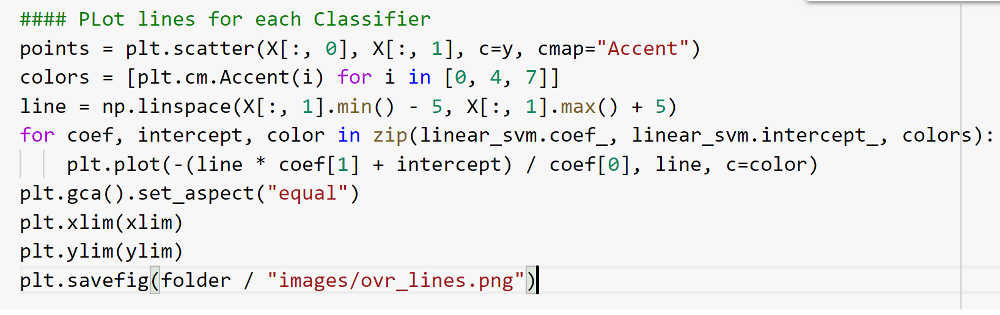 #### PLot lines for each Classifier
points = plt.scatter(X[:, 0], X[:, 1], c=y, cmap="Accent")
colors = [plt.cm.Accent(i) for i in [0, 4, 7]]
line = np.linspace(X[:, 1].min() - 5, X[:, 1].max() + 5)
for coef, intercept, color in zip(linear_svm.coef_, linear_svm.intercept_, colors):
    plt.plot(-(line * coef[1] + intercept) / coef[0], line, c=color)
plt.gca().set_aspect("equal")
plt.xlim(xlim)
plt.ylim(ylim)
plt.savefig(folder / "images/ovr_lines.png")